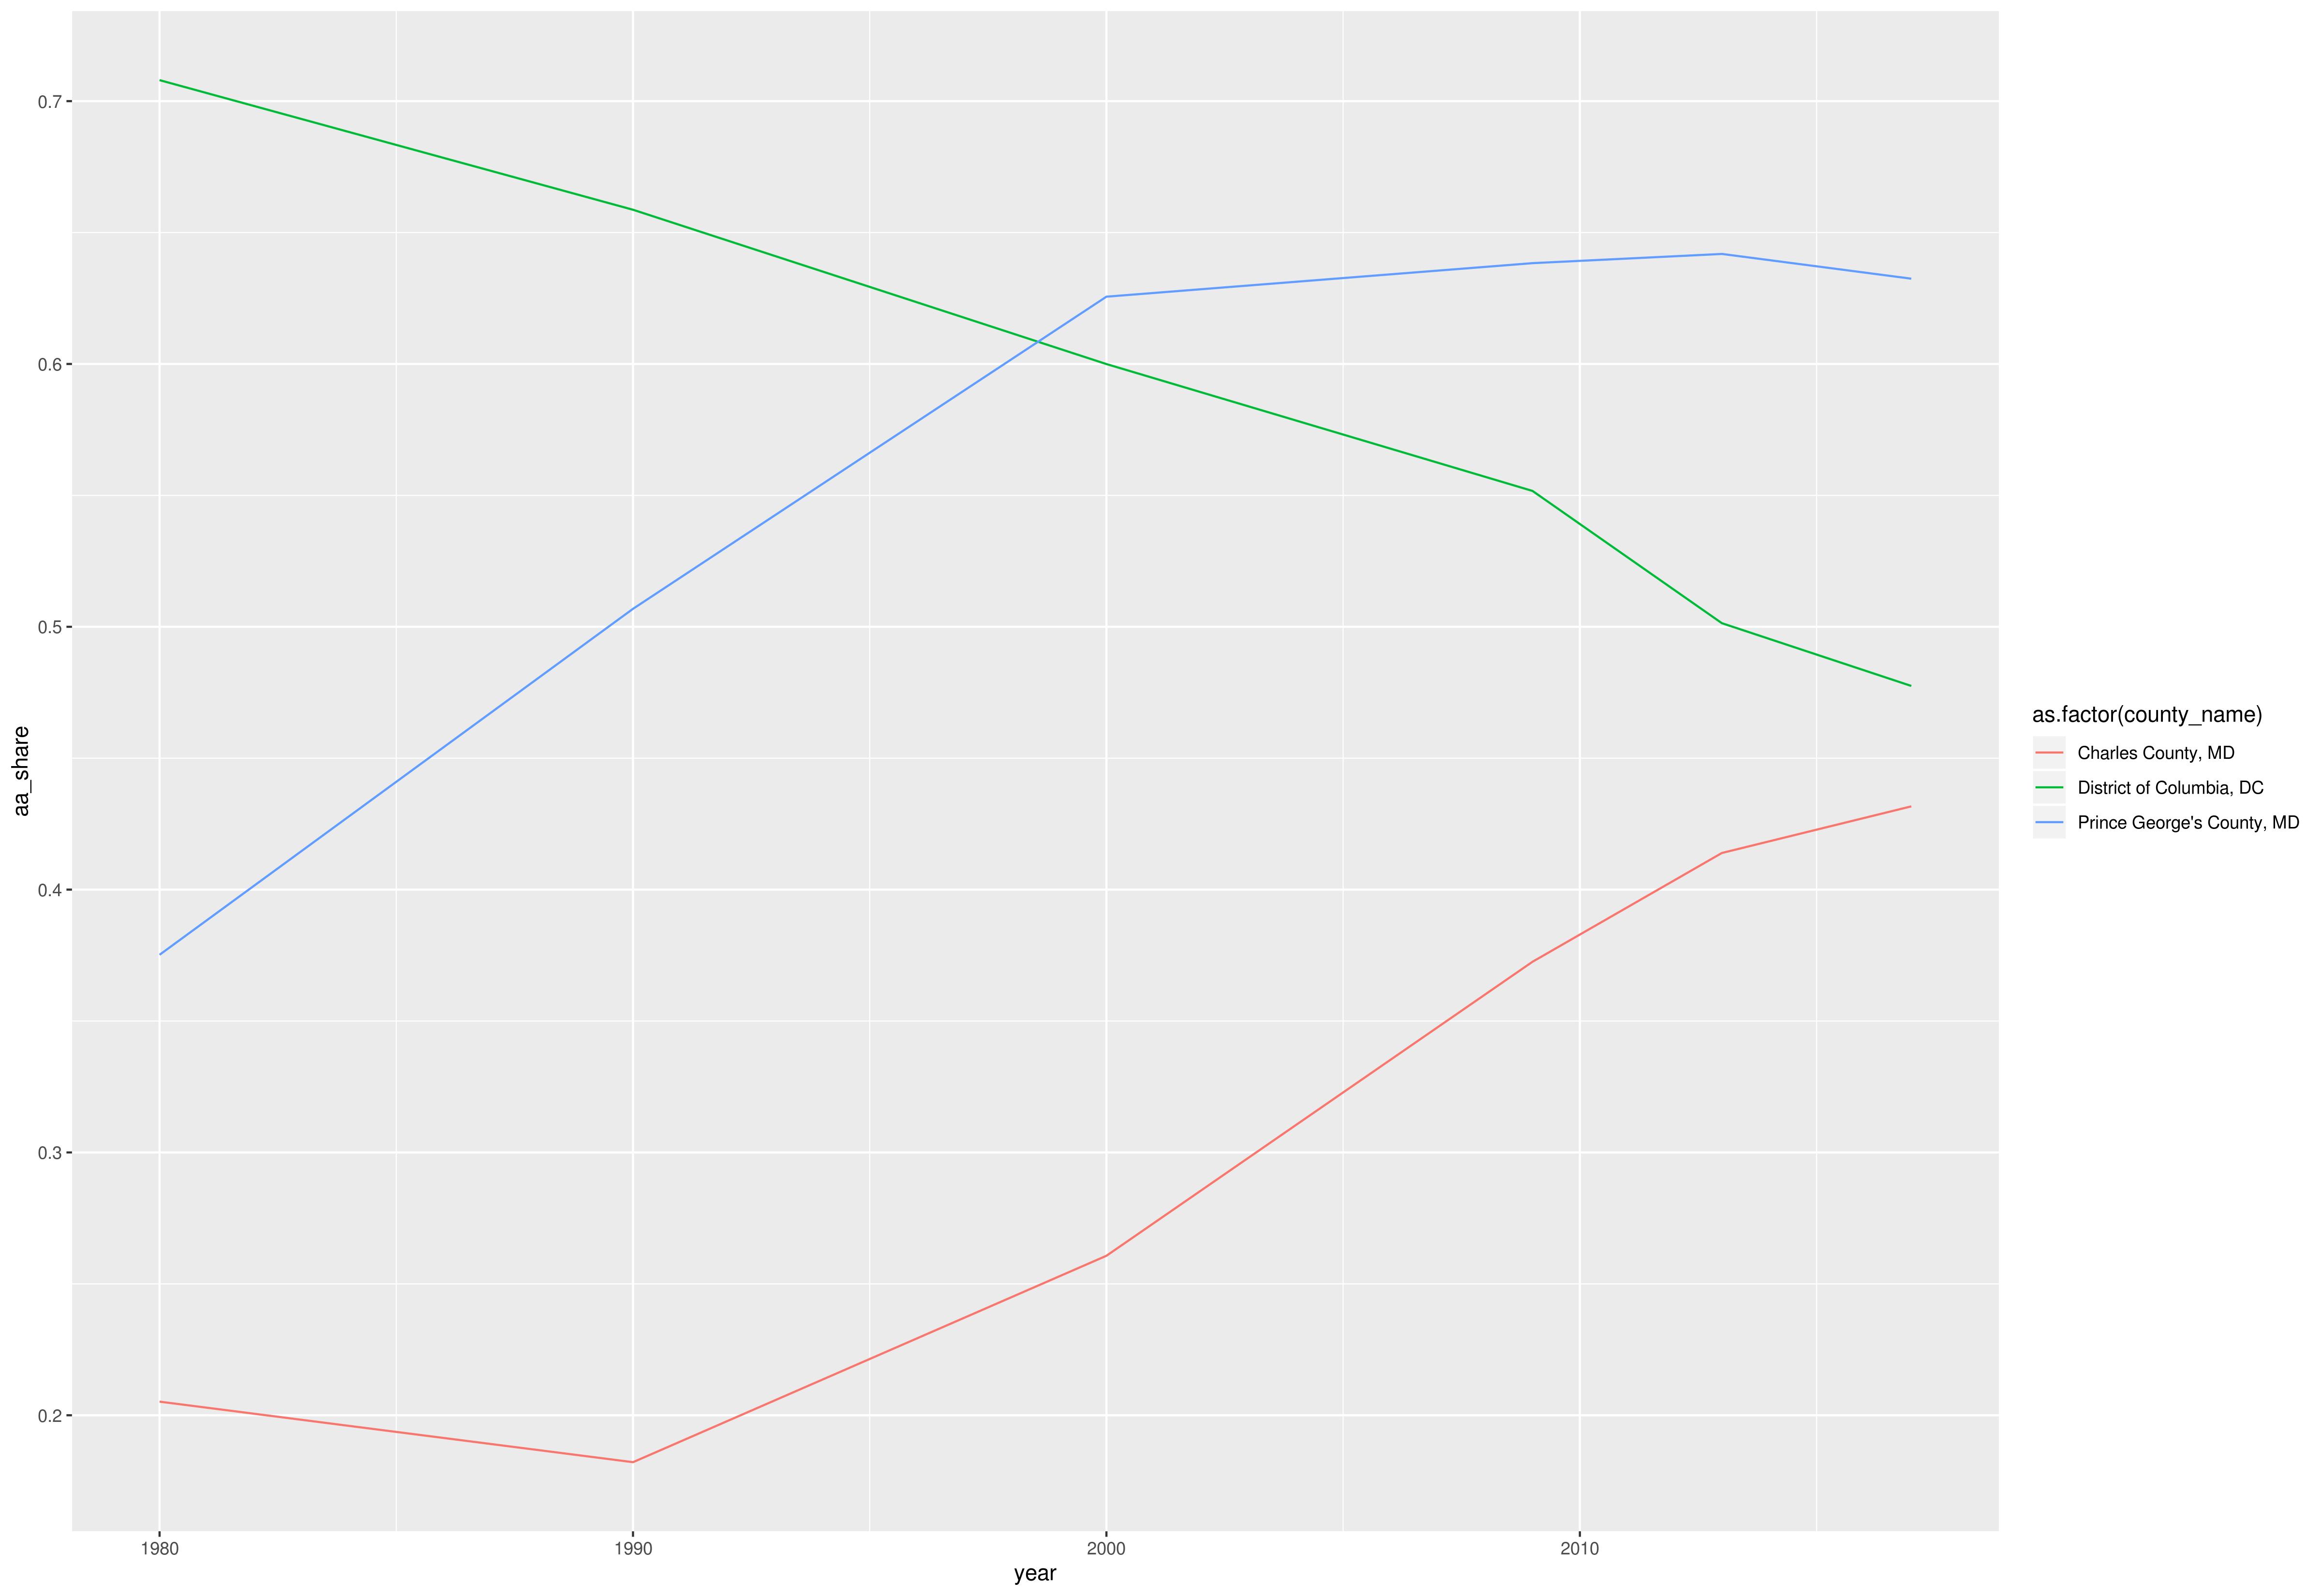 0.7
0.6
0.5
0.4
0.3
0.2
aa_share
1980
1990
2000
2010
year
as.factor(county_name)
Charles County, MD
District of Columbia, DC
Prince George's County, MD